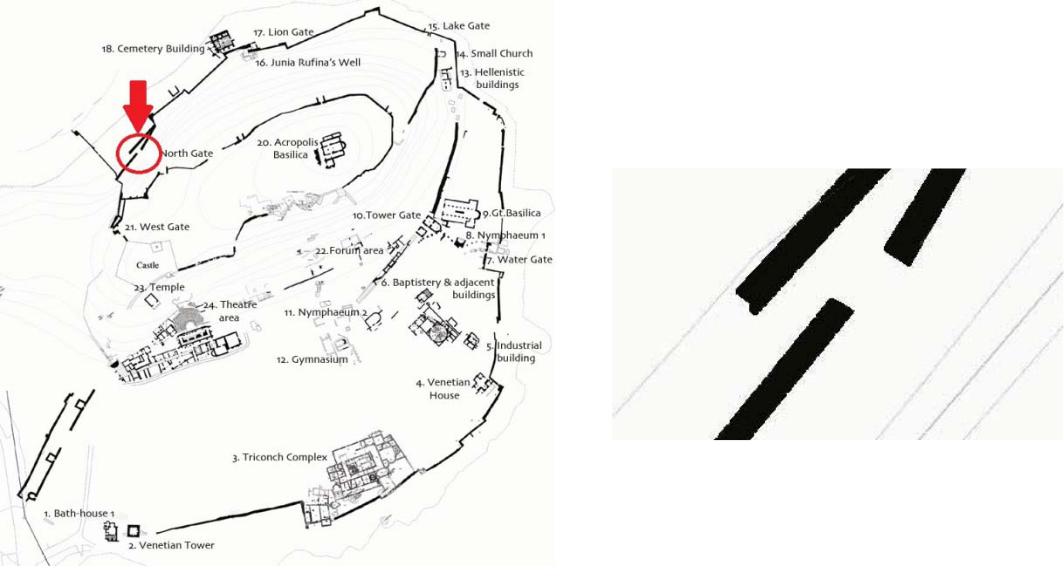 15. Lake Gate
17. Lion Gate
18. Cemetery Building
14. Small Church
16. Junia Rufina's Well
13. Hellenistic
buildings
20. Acropolis
Basilica
North Gate
10.Tower Gate
9.Gt.Basilica
21. West Gate
8. Nymphaeum 1
22.Forum area
7. Water Gate
Castle
6. Baptistery & adjacent
buildings
23. Temple
24. Theatre
area
11. Nymphaeum 2
5. Industrial
building
12. Gymnasium
4. Venetian
House
3. Triconch Complex
1. Bath-house 1
2. Venetian Tower